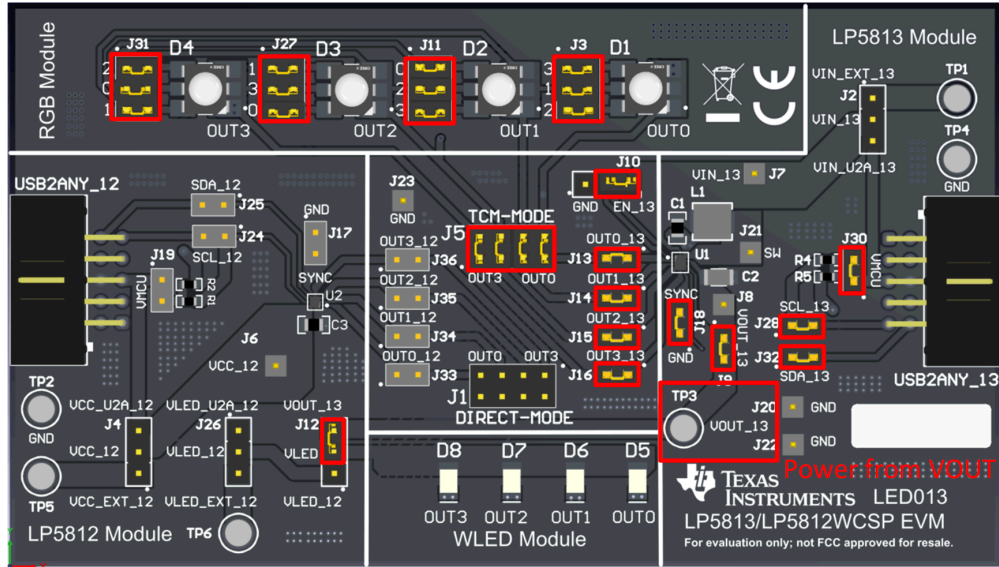 RGB Module
J31
D4
J27
D3
J11
D2
J3
D1
2
0
1
OUT3
1
3
0
OUT2
0
2
3
OUT1
3
2
1
OUT0
LP5813 Module
VIN_EXT_13
J2
VIN_13
VIN_U2A_13
TP1
TP4
GND
USB2ANY_12
SDA_12
J25
J24
SCL_12
GND
J17
SYNC
U2
C3
J19
VMCU
R2
R1
J6
VCC_12
TP2
GND
TP5
VCC_U2A_12
J4
VCC_12
VCC_EXT_12
VLED_U2A_12
J26
VLED_12
VLED_EXT_12
VOUT_13
J12
VLED
VLED_12
LP5812 Module
TP6
J23
GND
J10
GND
EN_13
TCM-MODE
J5
OUT3
OUT0
OUT3_12
J36
OUT2_12
J35
OUT1_12
J34
OUT0_12
J33
OUT0_13
J13
OUT1_13
J14
OUT2_13
J15
OUT3_13
J16
OUT0
OUT3
J1
DIRECT-MODE
D8
D7
D6
D5
OUT3
OUT2
OUT1
OUT0
WLED Module
VIN_13
J7
L1
C1
U1
J21
SW
C2
J8
SYNC
J18
GND
VOUT_13
J9
R4
R5
J30
VMCU
SCL_13
J28
J32
SDA_13
USB2ANY_13
TP3
VOUT_13
J20
GND
J22
GND
Power from VOUT
TEXAS
INSTRUMENTS
LED013
LP5813/LP5812WCSP EVM
For evaluation only; not FCC approved for resale.